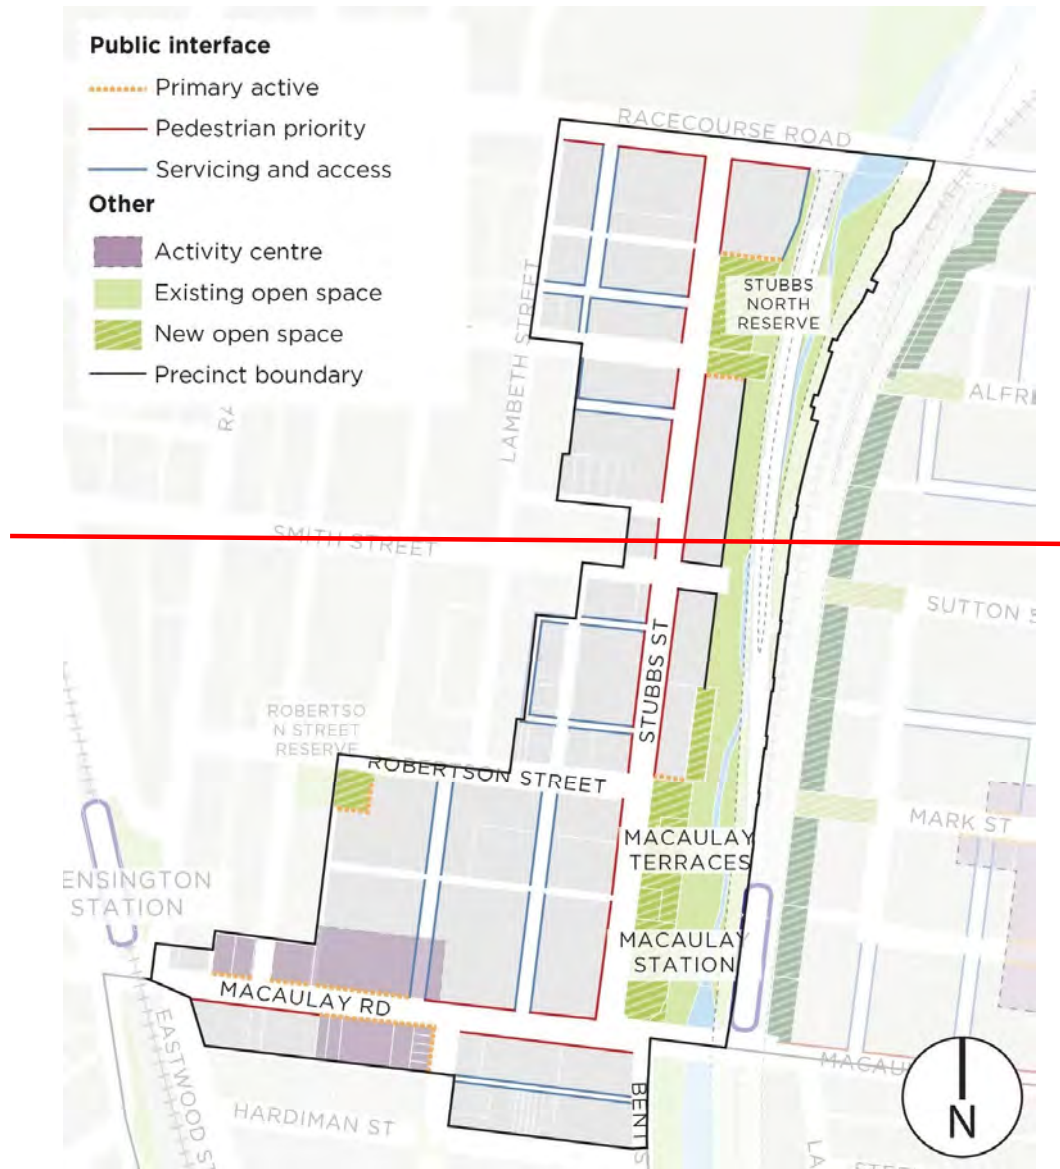 Public interface
Primary active
Pedestrian priority
Servicing and access
Other
Activity centre
Existing open space
New open space
Precinct boundary
RACECOURSE ROAD
STUBBS
NORTH
RESERVE
LAMBETH STREET
ALFR
SMITH STREET
SUTTON S
STUBBS ST
ROBERTSO
N STREET
RESERVE
ROBERTSON STREET
MARK ST
MACAULAY
TERRACES
ENSINGTON
STATION
MACAULAY
STATION
MACAULAY RD
EASTWOOD ST
MACAU
HARDIMAN ST
BENT S
N